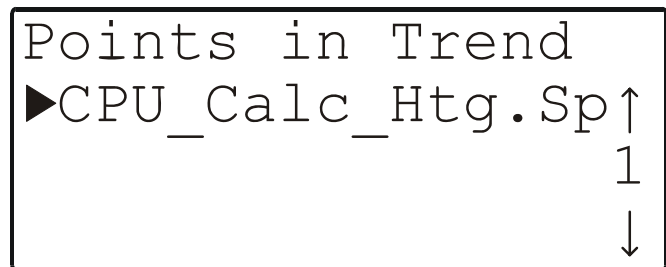 Points in Trend
▶CPU_Calc_Htg.Sp↑
1
↓